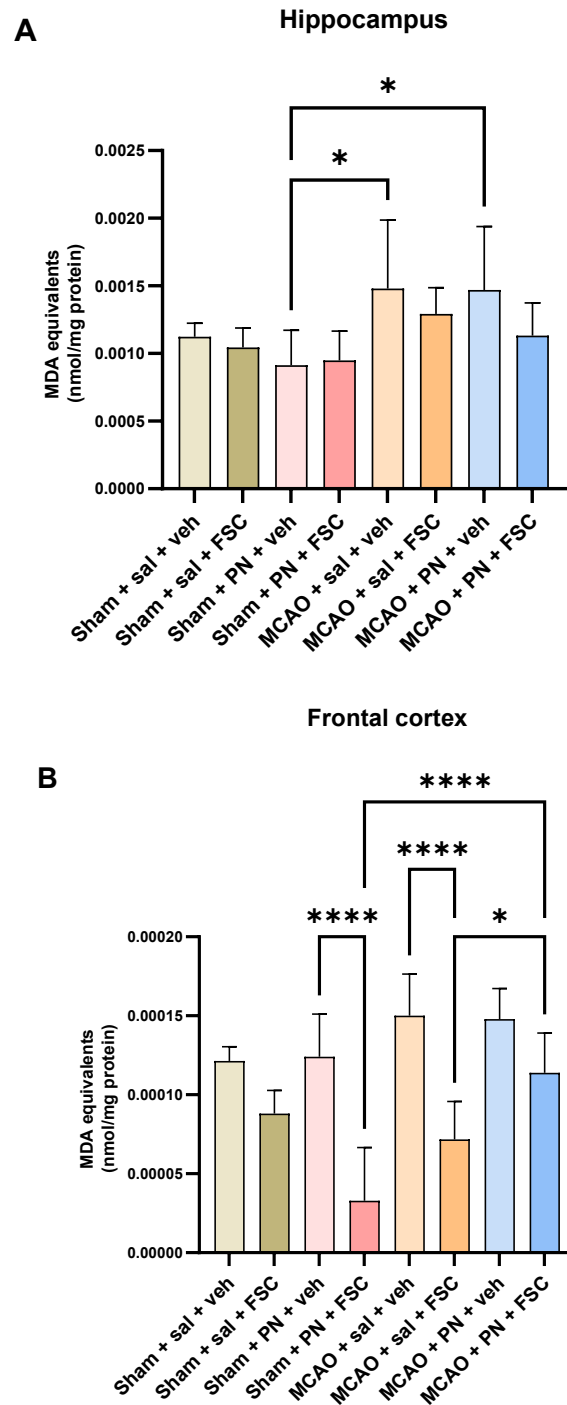 A
Hippocampus
*
*
0.0025
0.0020
0.0015
0.0010
0.0005
0.0000
MDA equivalents
(nmol/mg protein)
Sham + sal + veh
Sham + sal + FSC
Sham + PN + veh
Sham + PN + FSC
MCAO + sal + veh
MCAO + sal + FSC
MCAO + PN + veh
MCAO + PN + FSC
Frontal cortex
B
****
****
****
*
0.00020
0.00015
0.00010
0.00005
0.00000
MDA equivalents
(nmol/mg protein)
Sham + sal + veh
Sham + sal + FSC
Sham + PN + veh
Sham + PN + FSC
MCAO + sal + veh
MCAO + sal + FSC
MCAO + PN + veh
MCAO + PN + FSC